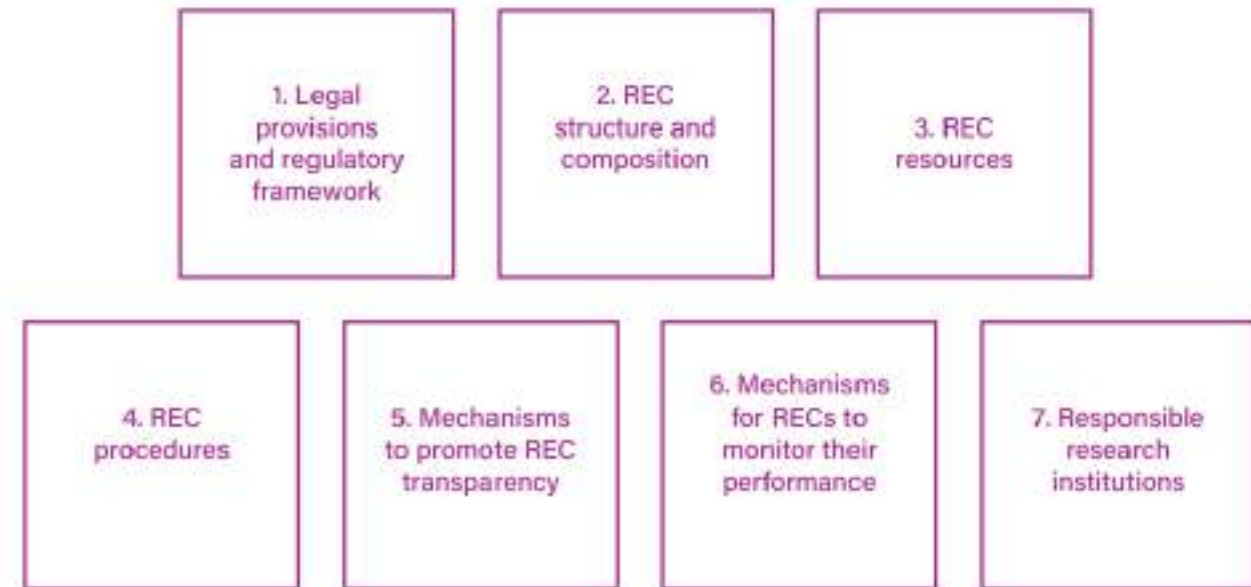 1. Legal
provisions
and regulatory
framework
2. REC
structure and
composition
3. REC
resources
4. REC
procedures
5. Mechanisms
to promote REC
transparency
6. Mechanisms
for RECs to
monitor their
performance
7. Responsible
research
institutions